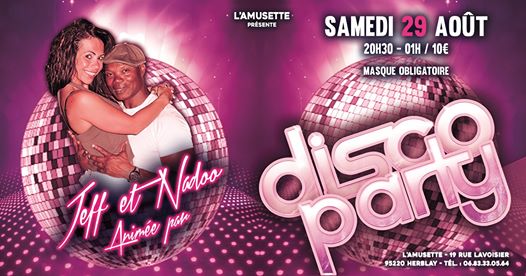 L'AMUSETTE
PRÉSENTE
SAMEDI 29 AOÛT
20H30 - 01H / 10€
MASQUE OBLIGATOIRE
Jeff et Nadoo
Animée par
disco
party
L'AMUSETTE - 19 RUE LAVOISIER
95220 HERBLAY - TÉL. : 06.83.33.05.64